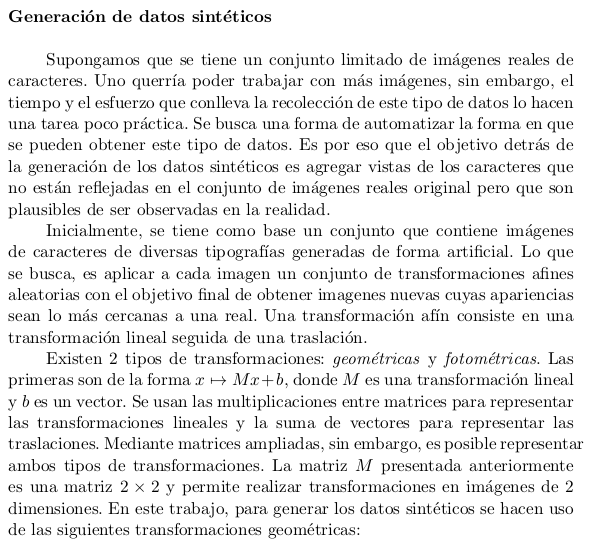 Generación de datos sintéticos
Supongamos que se tiene un conjunto limitado de imágenes reales de
caracteres. Uno querría poder trabajar con más imágenes, sin embargo, el
tiempo y el esfuerzo que conlleva la recolección de este tipo de datos lo hacen
una tarea poco práctica. Se busca una forma de automatizar la forma en que
se pueden obtener este tipo de datos. Es por eso que el objetivo detrás de
la generación de los datos sintéticos es agregar vistas de los caracteres que
no están reflejadas en el conjunto de imágenes reales original pero que son
plausibles de ser observadas en la realidad.
Inicialmente, se tiene como base un conjunto que contiene imágenes
de caracteres de diversas tipografías generadas de forma artificial. Lo que
se busca, es aplicar a cada imagen un conjunto de transformaciones afines
aleatorias con el objetivo final de obtener imagenes nuevas cuyas apariencias
sean lo más cercanas a una real. Una transformación afín consiste en una
transformación lineal seguida de una traslación.
Existen 2 tipos de transformaciones: geométricas y fotométricas. Las
primeras son de la forma x ↦ Mx+b, donde M es una transformación lineal
y b es un vector. Se usan las multiplicaciones entre matrices para representar
las transformaciones lineales y la suma de vectores para representar las
traslaciones. Mediante matrices ampliadas, sin embargo, es posible representar
ambos tipos de transformaciones. La matriz M presentada anteriormente
es una matriz 2 × 2 y permite realizar transformaciones en imágenes de 2
dimensiones. En este trabajo, para generar los datos sintéticos se hacen uso
de las siguientes transformaciones geométricas: